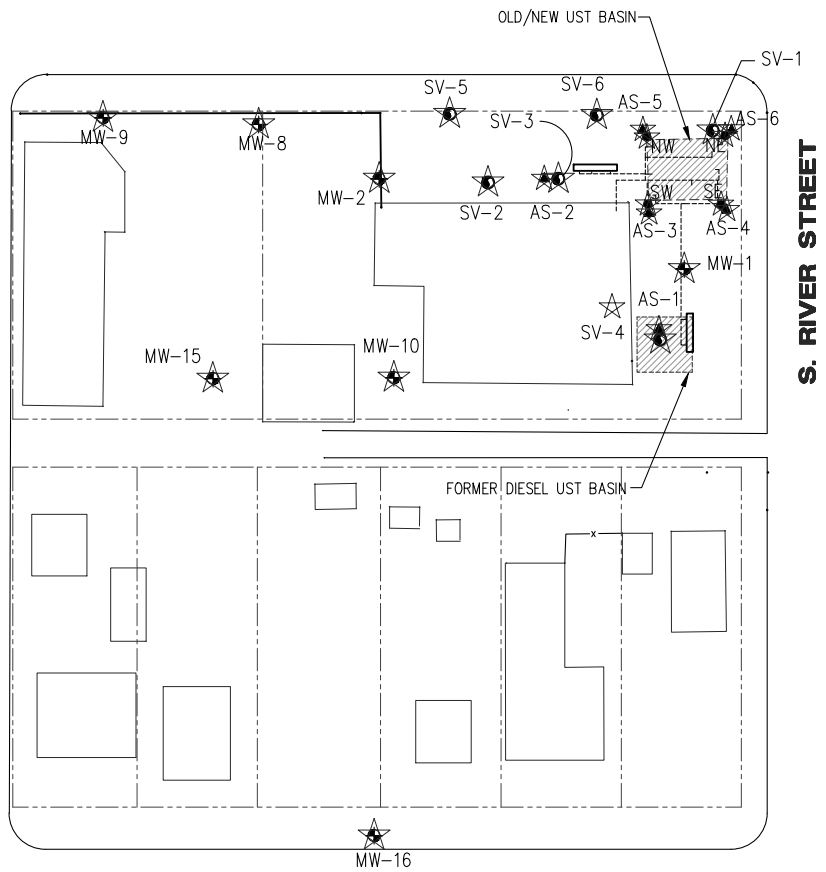 OLD/NEW UST BASIN
SV-1
SV-5
SV-6
AS-5
AS-6
SV-3
MW-9
MW-8
NW
NE
MW-2
SV-2
AS-2
SW
SE
AS-3
AS-4
MW-1
AS-1
SV-4
MW-15
MW-10
S. RIVER STREET
FORMER DIESEL UST BASIN
x
MW-16